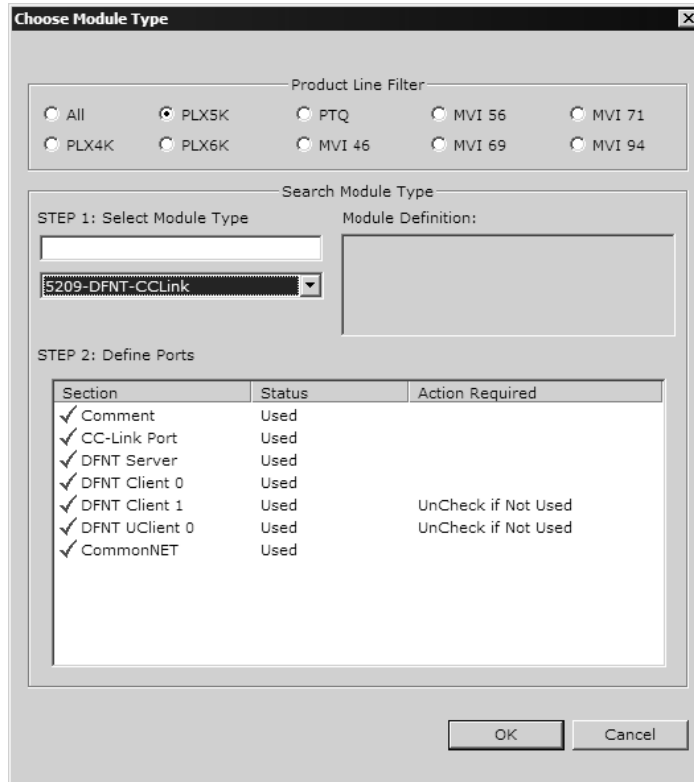 Choose Module Type
Product Line Filter
All PLX5K PTQ MVI 56 MVI 71
PLX4K PLX6K MVI 46 MVI 69 MVI 94
Search Module Type
STEP 1: Select Module Type Module Definition:
5209-DFNT-CCLink
STEP 2: Define Ports
Section Status Action Required
Comment Used
CC-Link Port Used
DFNT Server Used
DFNT Client 0 Used
DFNT Client 1 Used UnCheck if Not Used
DFNT UClient 0 Used UnCheck if Not Used
CommonNET Used
OK Cancel